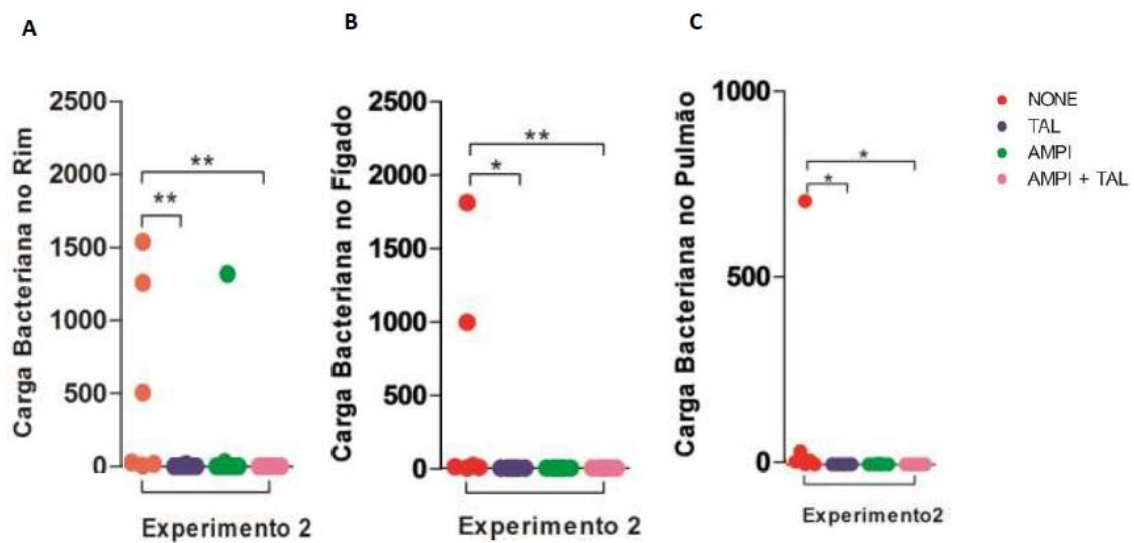 A
B
C
Carga Bacteriana no Rim
2500
2000
1500
1000
500
0
**
**
Experimento 2
Carga Bacteriana no Fígado
2500
2000
1500
1000
500
0
**
*
Experimento 2
Carga Bacteriana no Pulmão
1000
500
0
*
*
Experimento2
NONE
TAL
AMPI
AMPI + TAL